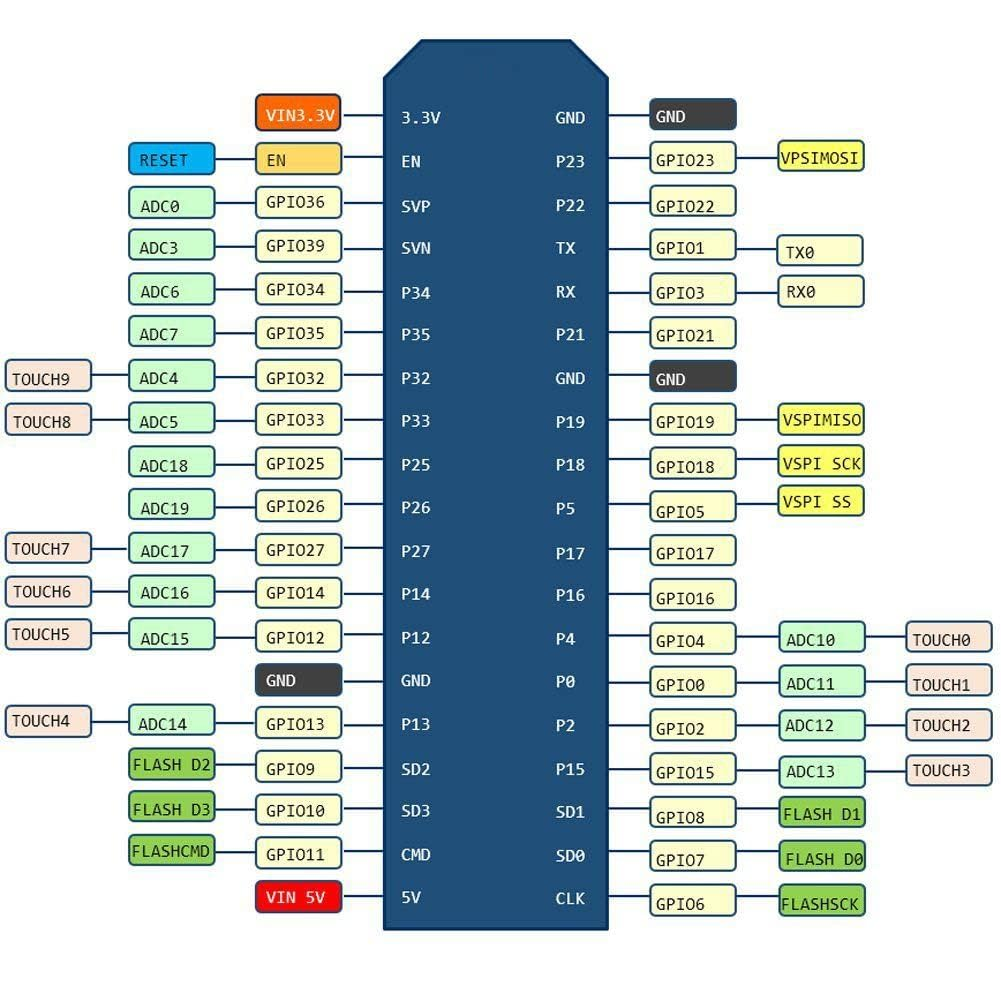 VIN3.3V 3.3V GND GND
RESET EN EN P23 GPIO23 VPSIMOSI
ADC0 GPIO36 SVP P22 GPIO22
ADC3 GPIO39 SVN TX GPIO1 TX0
ADC6 GPIO34 P34 RX GPIO3 RX0
ADC7 GPIO35 P35 P21 GPIO21
TOUCH9 ADC4 GPIO32 P32 GND GND
TOUCH8 ADC5 GPIO33 P33 P19 GPIO19 VSPIMISO
ADC18 GPIO25 P25 P18 GPIO18 VSPI SCK
ADC19 GPIO26 P26 P5 GPIO5 VSPI SS
TOUCH7 ADC17 GPIO27 P27 P17 GPIO17
TOUCH6 ADC16 GPIO14 P14 P16 GPIO16
TOUCH5 ADC15 GPIO12 P12 P4 GPIO4 ADC10 TOUCH0
GND GND P0 GPIO0 ADC11 TOUCH1
TOUCH4 ADC14 GPIO13 P13 P2 GPIO2 ADC12 TOUCH2
FLASH D2 GPIO9 SD2 P15 GPIO15 ADC13 TOUCH3
FLASH D3 GPIO10 SD3 SD1 GPIO8 FLASH D1
FLASHCMD GPIO11 CMD SD0 GPIO7 FLASH D0
VIN 5V 5V CLK GPIO6 FLASHSCK